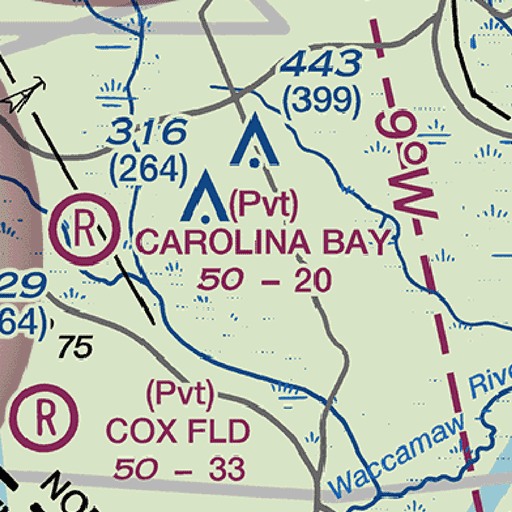 443
(399)
316
(264)
9°W
R
(Pvt)
CAROLINA BAY
50 – 20
29
64)
75
R
(Pvt)
COX FLD
50 – 33
Waccamaw